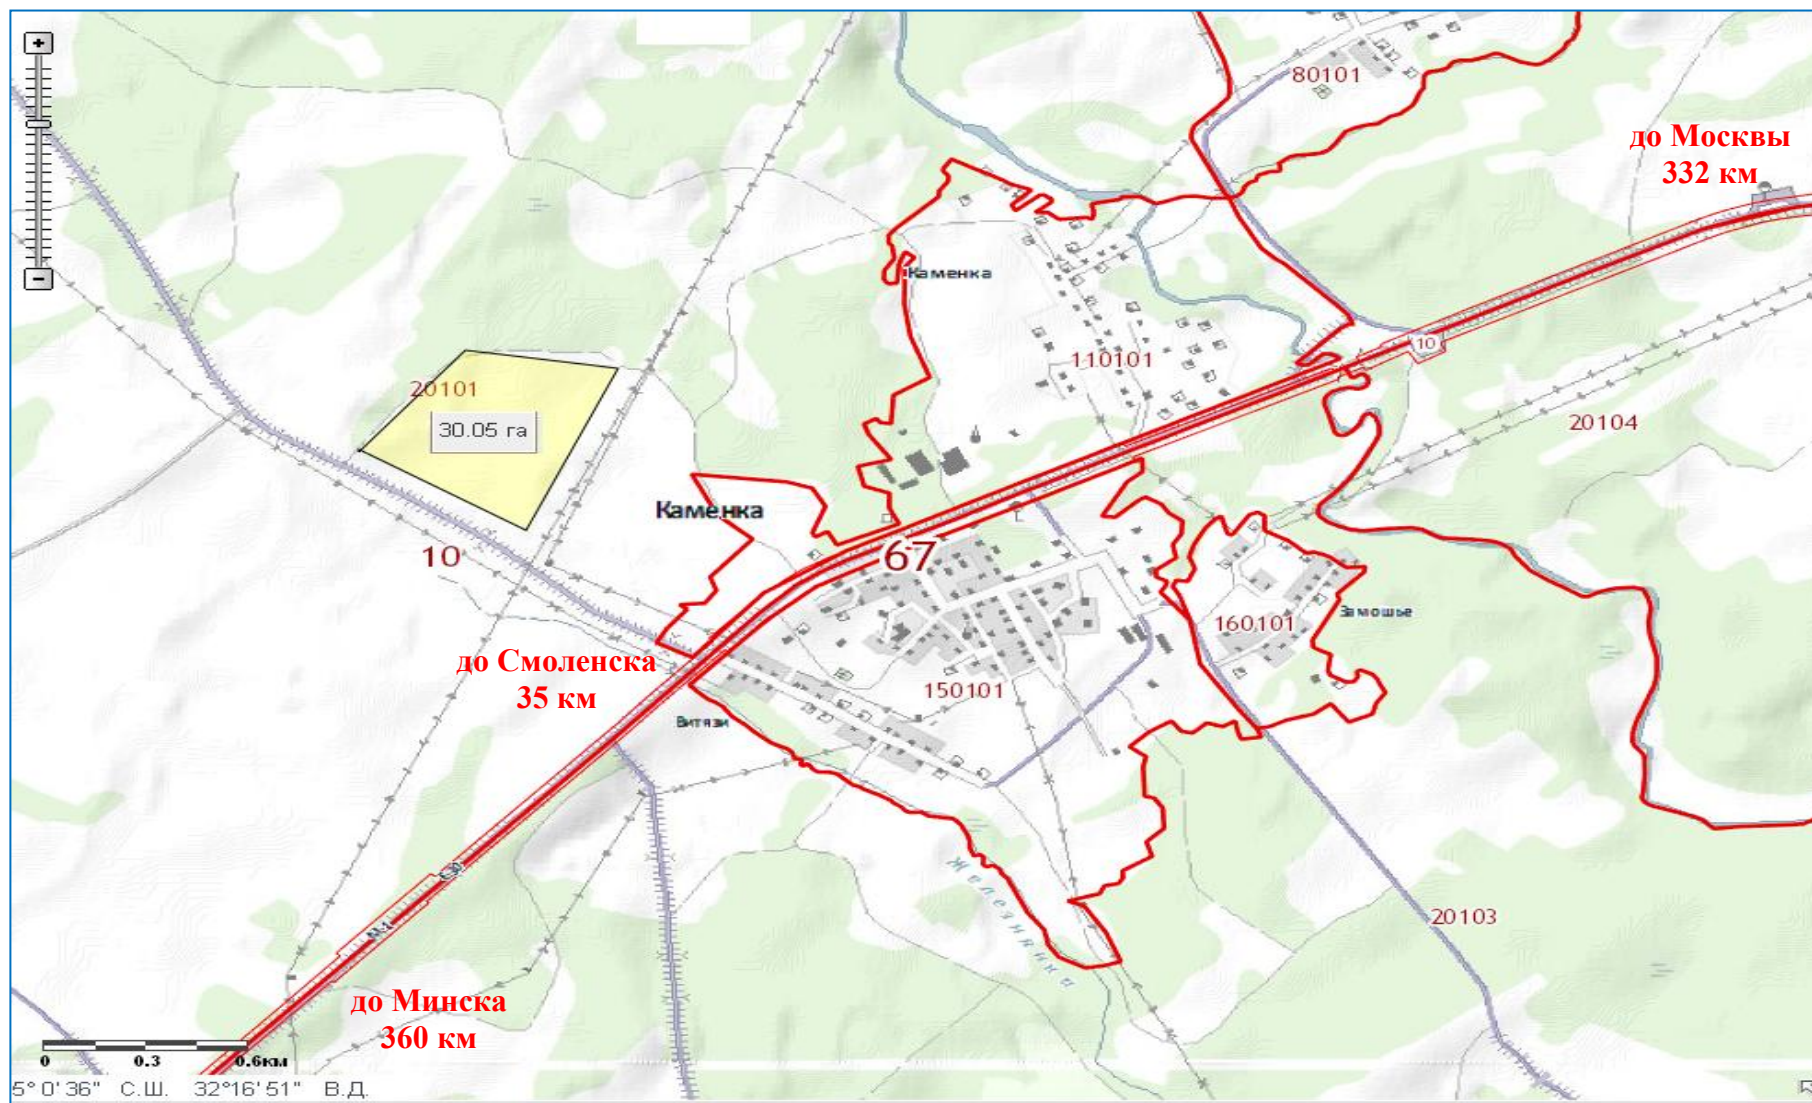 +
80101
до Москвы
332 км
Каменка
10
110101
20101
20104
30.05 га
Каменка
67
10
160101
Замошье
до Смоленска
35 км
150101
Витязи
Железняка
20103
М-1
до Минска
360 км
0 0.3 0.6км
5° 0' 36" С.Ш. 32°16' 51" В.Д.